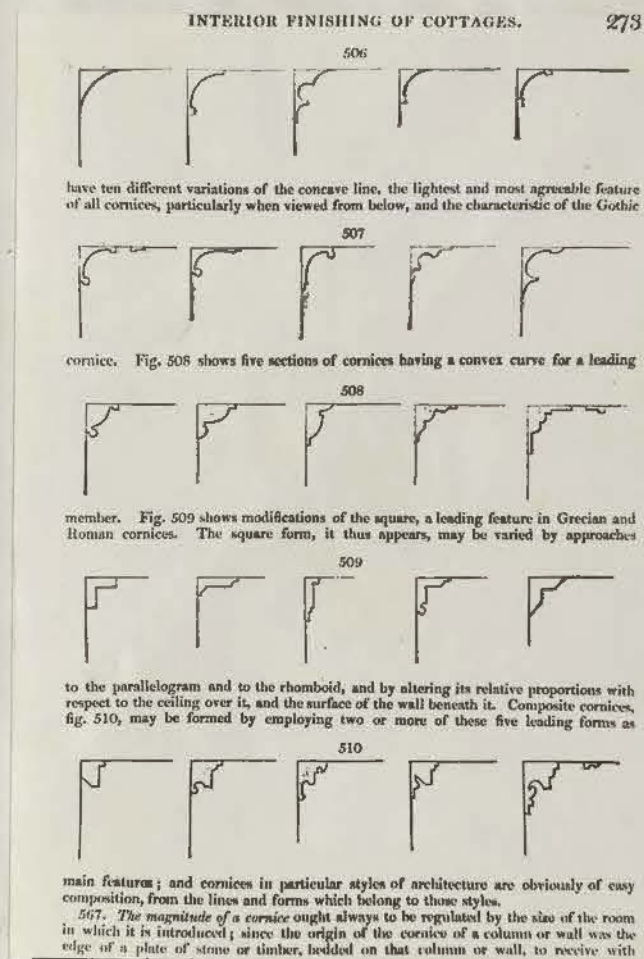 INTERIOR FINISHING OF COTTAGES. 273
506
have ten different variations of the concave line, the lightest and most agreeable feature
of all cornices, particularly when viewed from below, and the characteristic of the Gothic
507
cornice. Fig. 508 shows five sections of cornices having a convex curve for a leading
508
member. Fig. 509 shows modifications of the square, a leading feature in Grecian and
Roman cornices. The square form, it thus appears, may be varied by approaches
509
to the parallelogram and to the rhomboid, and by altering its relative proportions with
respect to the ceiling over it, and the surface of the wall beneath it. Composite cornices,
fig. 510, may be formed by employing two or more of these five leading forms as
510
main features; and cornices in particular styles of architecture are obviously of easy
composition, from the lines and forms which belong to those styles.
567. The magnitude of a cornice ought always to be regulated by the size of the room
in which it is introduced; since the origin of the cornice of a column or wall was the
edge of a plate of stone or timber, bedded on that column or wall, to receive with